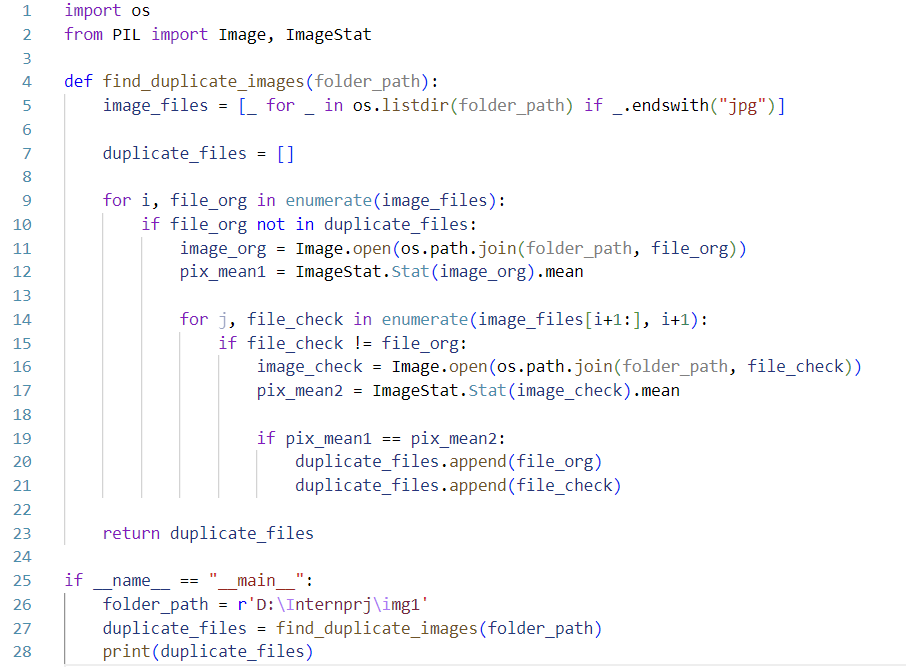 1 import os
2 from PIL import Image, ImageStat
3
4 def find_duplicate_images(folder_path):
5     image_files = [_ for _ in os.listdir(folder_path) if _.endswith("jpg")]
6
7     duplicate_files = []
8
9     for i, file_org in enumerate(image_files):
10         if file_org not in duplicate_files:
11             image_org = Image.open(os.path.join(folder_path, file_org))
12             pix_mean1 = ImageStat.Stat(image_org).mean
13
14             for j, file_check in enumerate(image_files[i+1:], i+1):
15                 if file_check != file_org:
16                     image_check = Image.open(os.path.join(folder_path, file_check))
17                     pix_mean2 = ImageStat.Stat(image_check).mean
18
19                     if pix_mean1 == pix_mean2:
20                         duplicate_files.append(file_org)
21                         duplicate_files.append(file_check)
22
23     return duplicate_files
24
25 if __name__ == "__main__":
26     folder_path = r'D:\Internprj\img1'
27     duplicate_files = find_duplicate_images(folder_path)
28     print(duplicate_files)